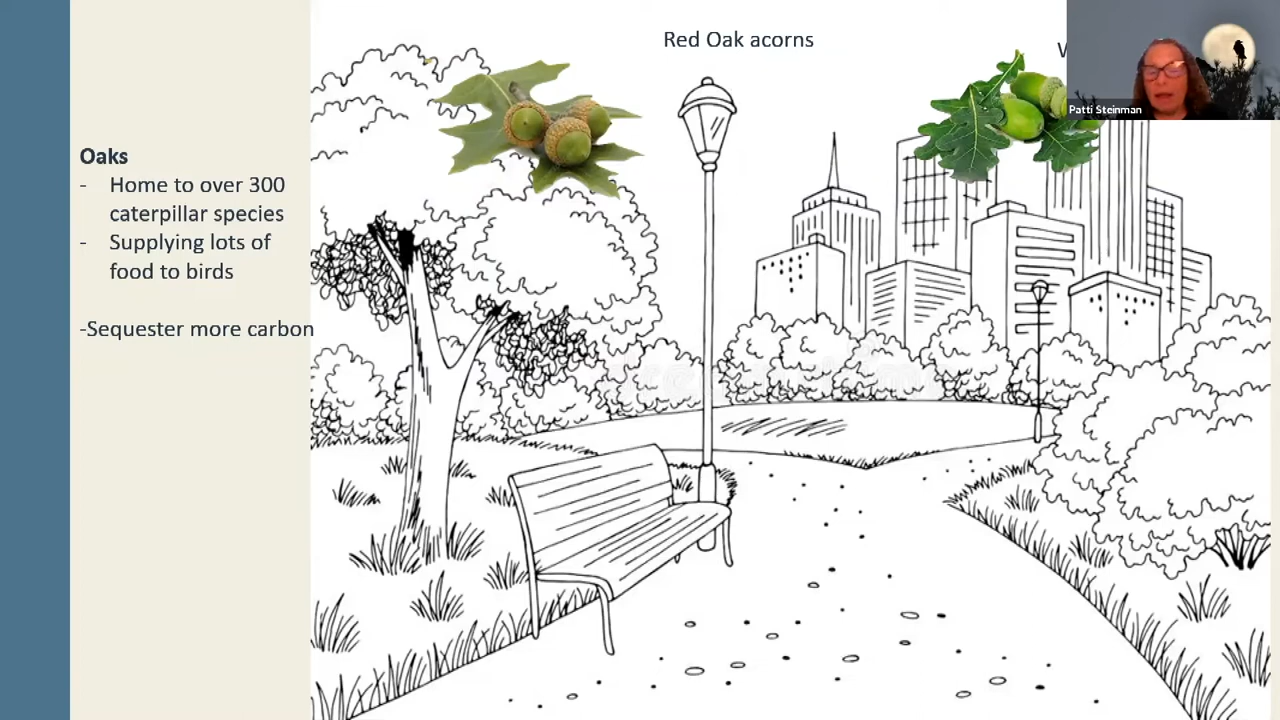 Red Oak acorns
W
Patti Steinman
Oaks
- Home to over 300
caterpillar species
- Supplying lots of
food to birds
-Sequester more carbon